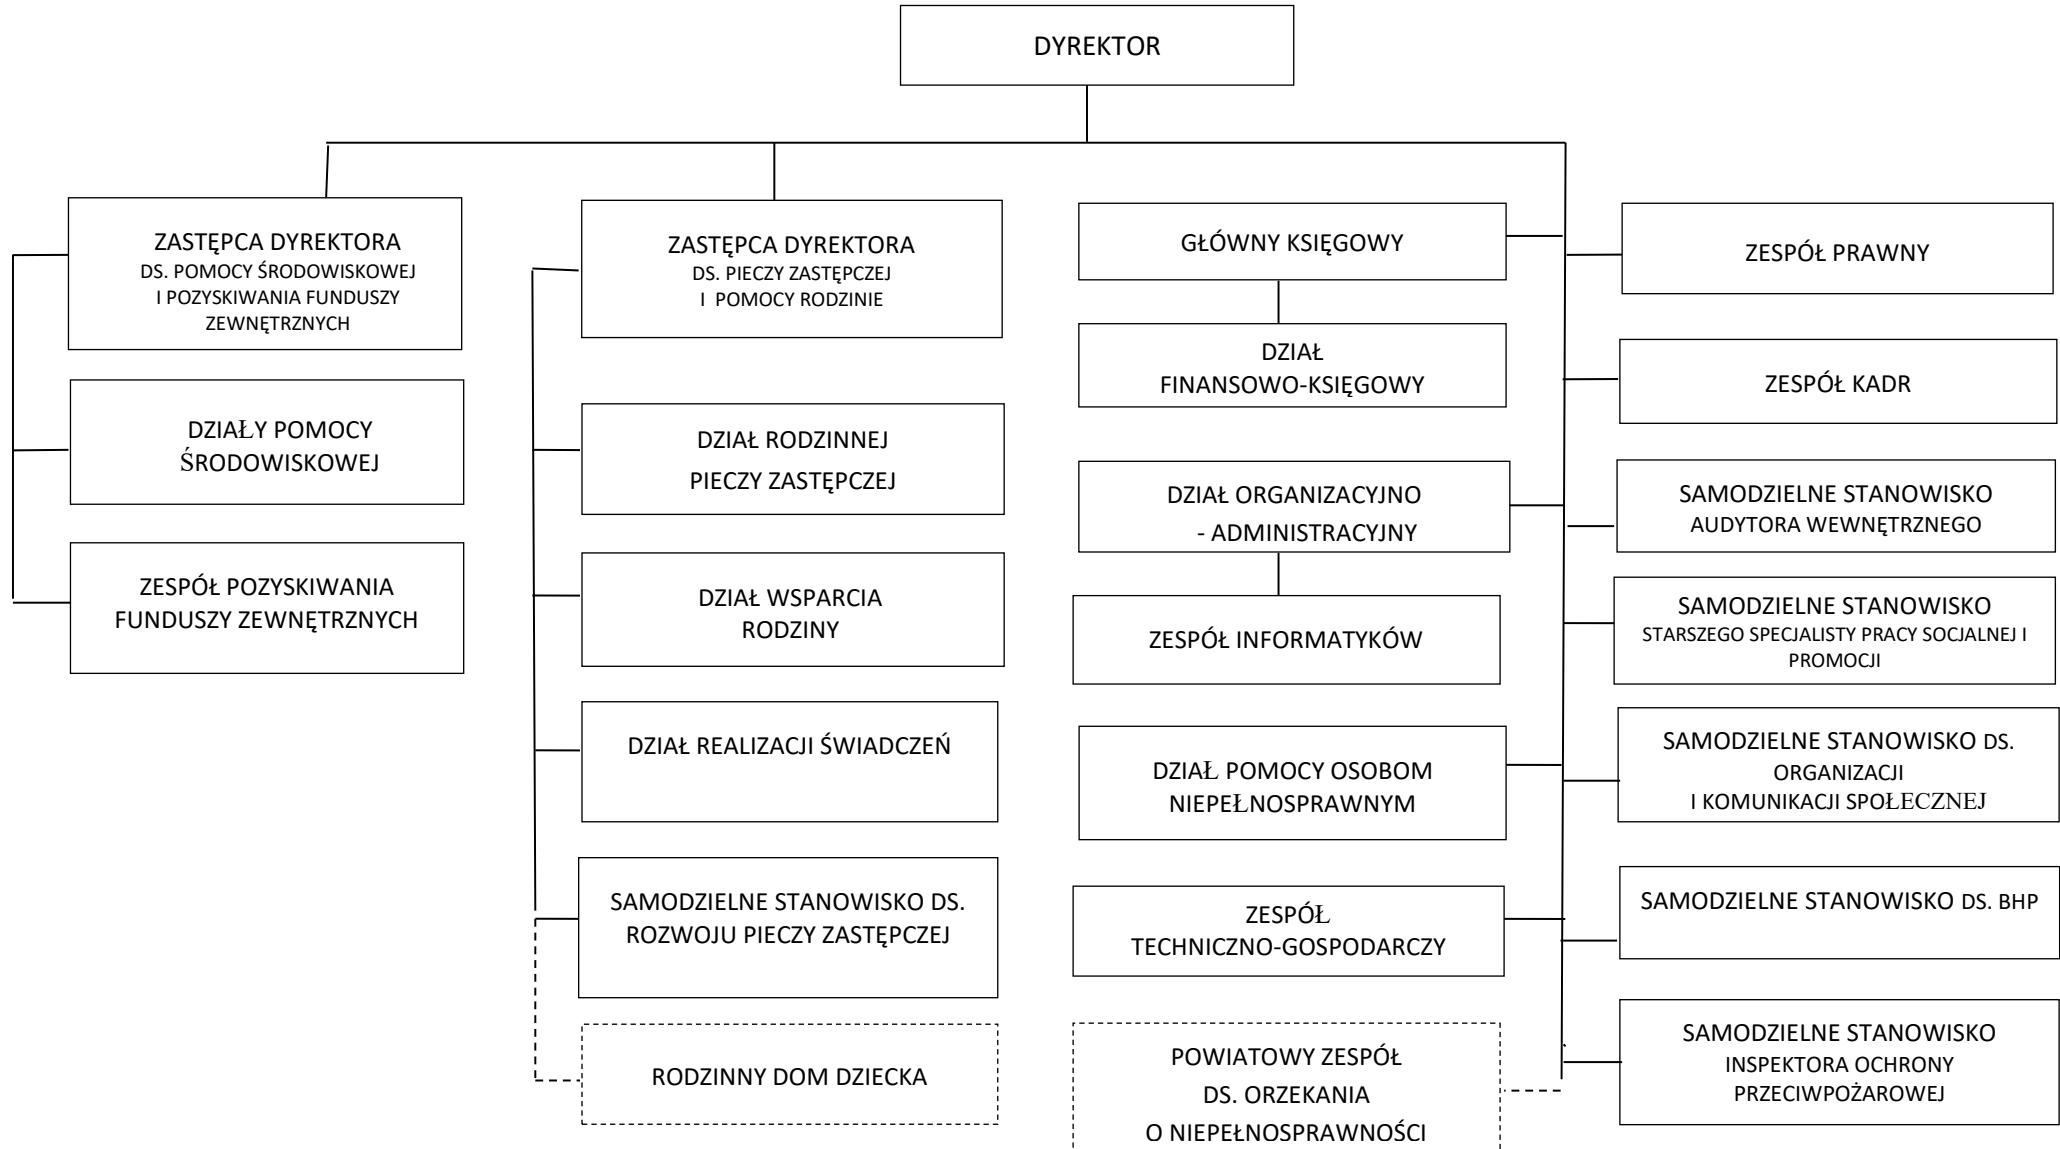 DYREKTOR
ZASTĘPCA DYREKTORA
DS. POMOCY ŚRODOWISKOWEJ
I POZYSKIWANIA FUNDUSZY
ZEWNĘTRZNYCH
DZIAŁY POMOCY
ŚRODOWISKOWEJ
ZESPÓŁ POZYSKIWANIA
FUNDUSZY ZEWNĘTRZNYCH
ZASTĘPCA DYREKTORA
DS. PIECZY ZASTĘPCZEJ
I POMOCY RODZINIE
DZIAŁ RODZINNEJ
PIECZY ZASTĘPCZEJ
DZIAŁ WSPARCIA
RODZINY
DZIAŁ REALIZACJI ŚWIADCZEŃ
SAMODZIELNE STANOWISKO DS.
ROZWOJU PIECZY ZASTĘPCZEJ
RODZINNY DOM DZIECKA
GŁÓWNY KSIĘGOWY
DZIAŁ
FINANSOWO-KSIĘGOWY
DZIAŁ ORGANIZACYJNO
- ADMINISTRACYJNY
ZESPÓŁ INFORMATYKÓW
DZIAŁ POMOCY OSOBOM
NIEPEŁNOSPRAWNYM
ZESPÓŁ
TECHNICZNO-GOSPODARCZY
POWIATOWY ZESPÓŁ
DS. ORZEKANIA
O NIEPEŁNOSPRAWNOŚCI
ZESPÓŁ PRAWNY
ZESPÓŁ KADR
SAMODZIELNE STANOWISKO
AUDYTORA WEWNĘTRZNEGO
SAMODZIELNE STANOWISKO
STARSZEGO SPECJALISTY PRACY SOCJALNEJ I
PROMOCJI
SAMODZIELNE STANOWISKO DS.
ORGANIZACJI
I KOMUNIKACJI SPOŁECZNEJ
SAMODZIELNE STANOWISKO DS. BHP
SAMODZIELNE STANOWISKO
INSPEKTORA OCHRONY
PRZECIWPOŻAROWEJ